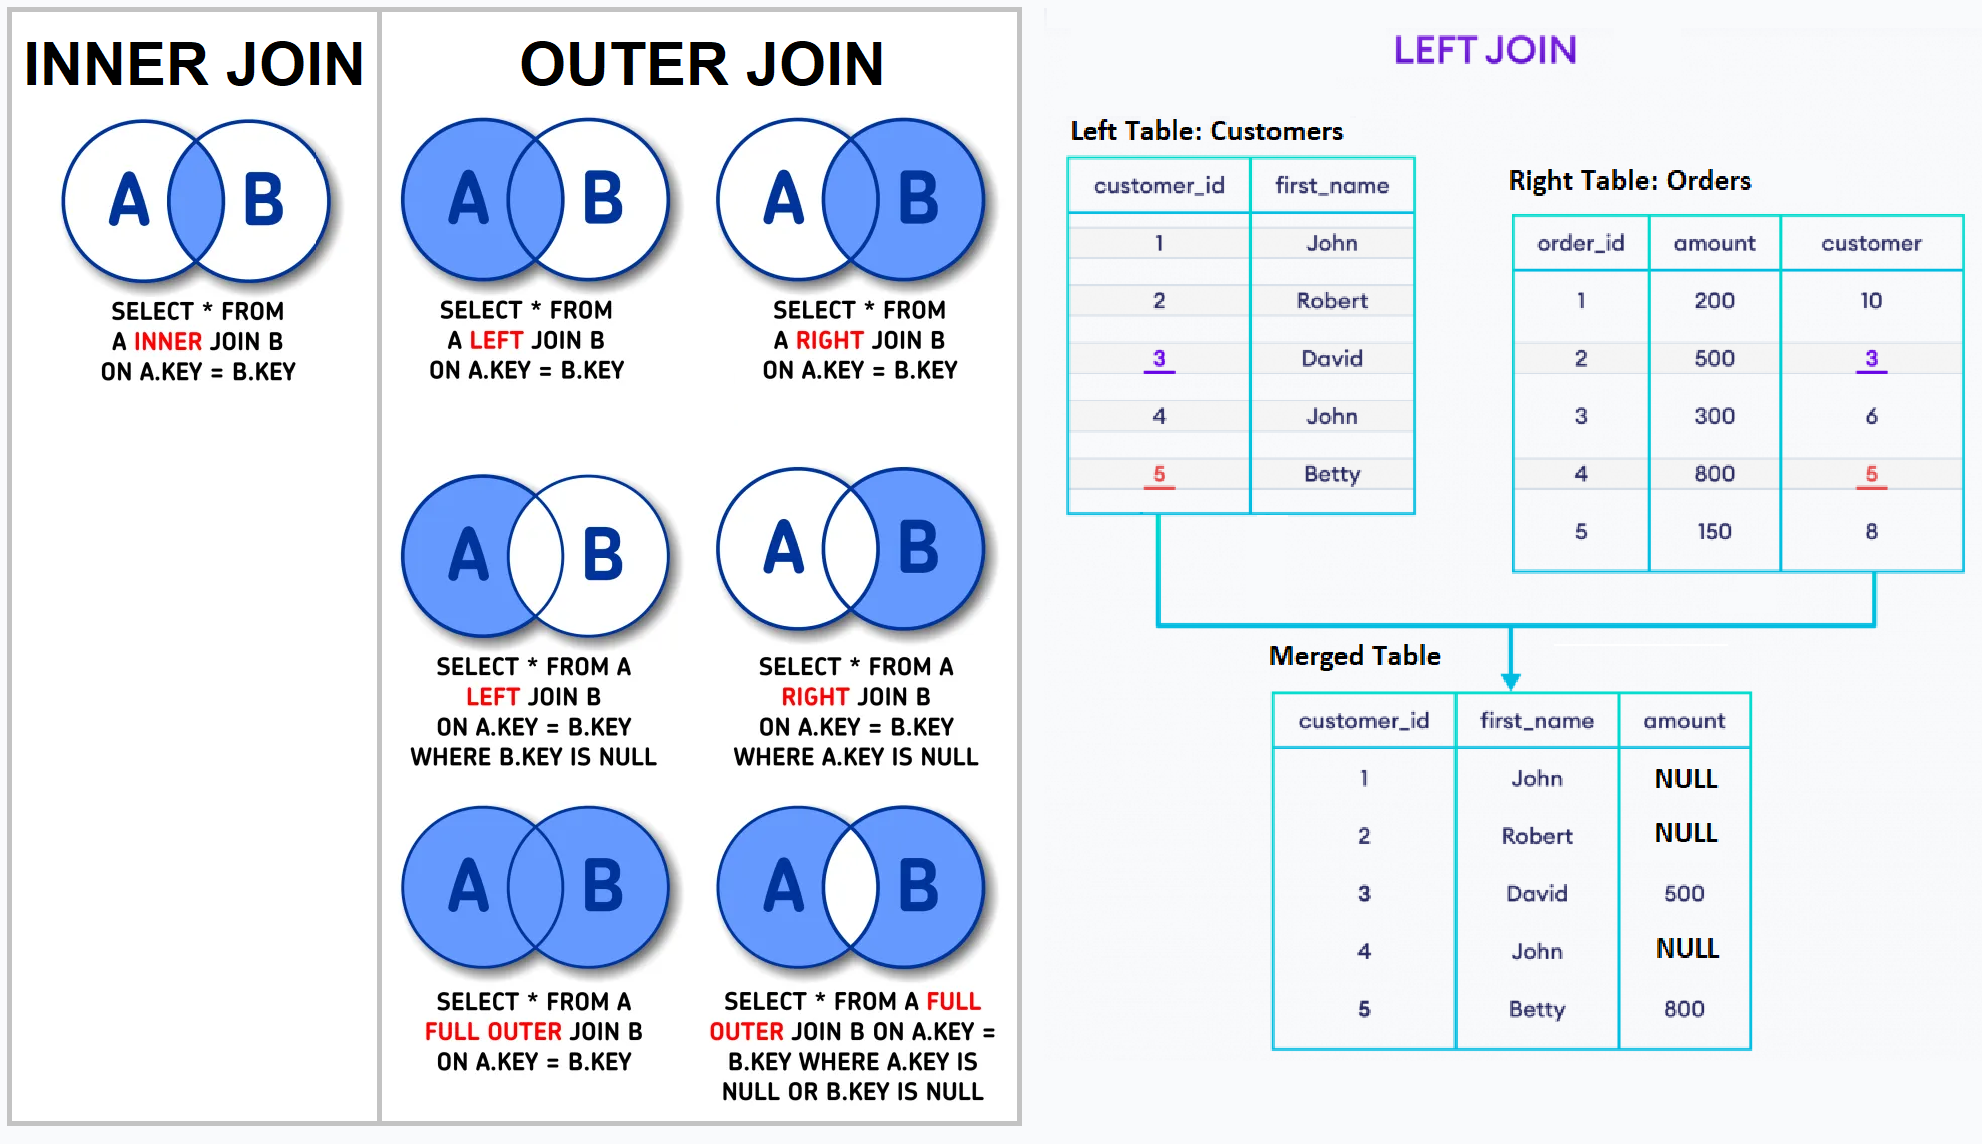 INNER JOIN
A B
SELECT * FROM
A INNER JOIN B
ON A.KEY = B.KEY
OUTER JOIN
A B
SELECT * FROM
A LEFT JOIN B
ON A.KEY = B.KEY
A B
SELECT * FROM
A RIGHT JOIN B
ON A.KEY = B.KEY
A B
SELECT * FROM A
LEFT JOIN B
ON A.KEY = B.KEY
WHERE B.KEY IS NULL
A B
SELECT * FROM A
RIGHT JOIN B
ON A.KEY = B.KEY
WHERE A.KEY IS NULL
A B
SELECT * FROM A
FULL OUTER JOIN B
ON A.KEY = B.KEY
A B
SELECT * FROM A FULL
OUTER JOIN B ON A.KEY =
B.KEY WHERE A.KEY IS
NULL OR B.KEY IS NULL
LEFT JOIN
Left Table: Customers
customer_id first_name
1 John
2 Robert
3 David
4 John
5 Betty
Right Table: Orders
order_id amount customer
1 200 10
2 500 3
3 300 6
4 800 5
5 150 8
Merged Table
customer_id first_name amount
1 John NULL
2 Robert NULL
3 David 500
4 John NULL
5 Betty 800